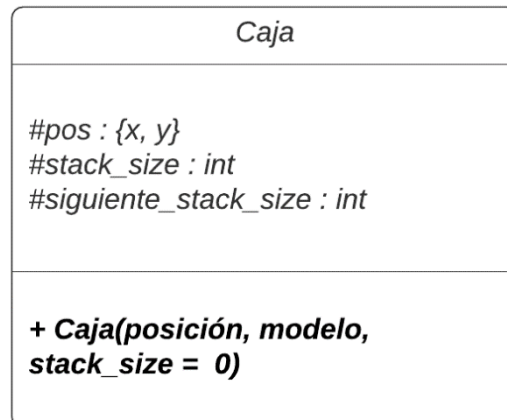 Caja
#pos : {x, y}
#stack_size : int
#siguiente_stack_size : int
+ Caja(posición, modelo,
stack_size = 0)